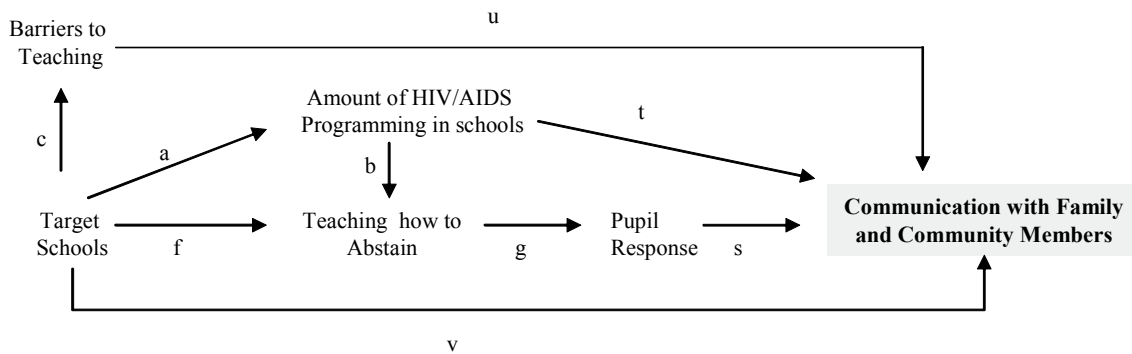 u
Barriers to
Teaching
Amount of HIV/AIDS
Programming in schools
t
c
a
b
Target
Schools
Teaching how to
Abstain
Pupil
Response
Communication with Family
and Community Members
f
g
s
v